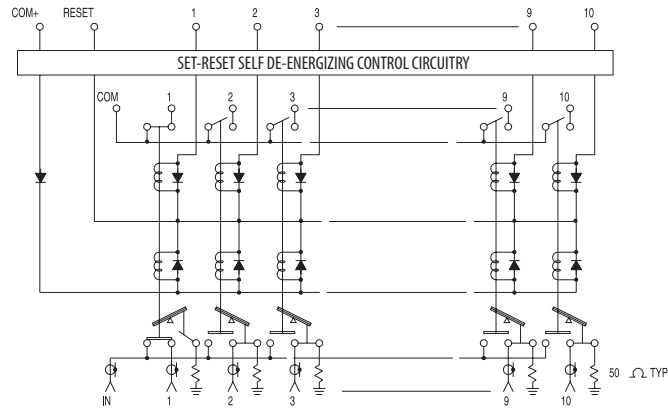 COM+ RESET 1 2 3 9 10
SET-RESET SELF DE-ENERGIZING CONTROL CIRCUITRY
COM 1 2 3 9 10
50 Ω TYP
IN 1 2 3 9 10